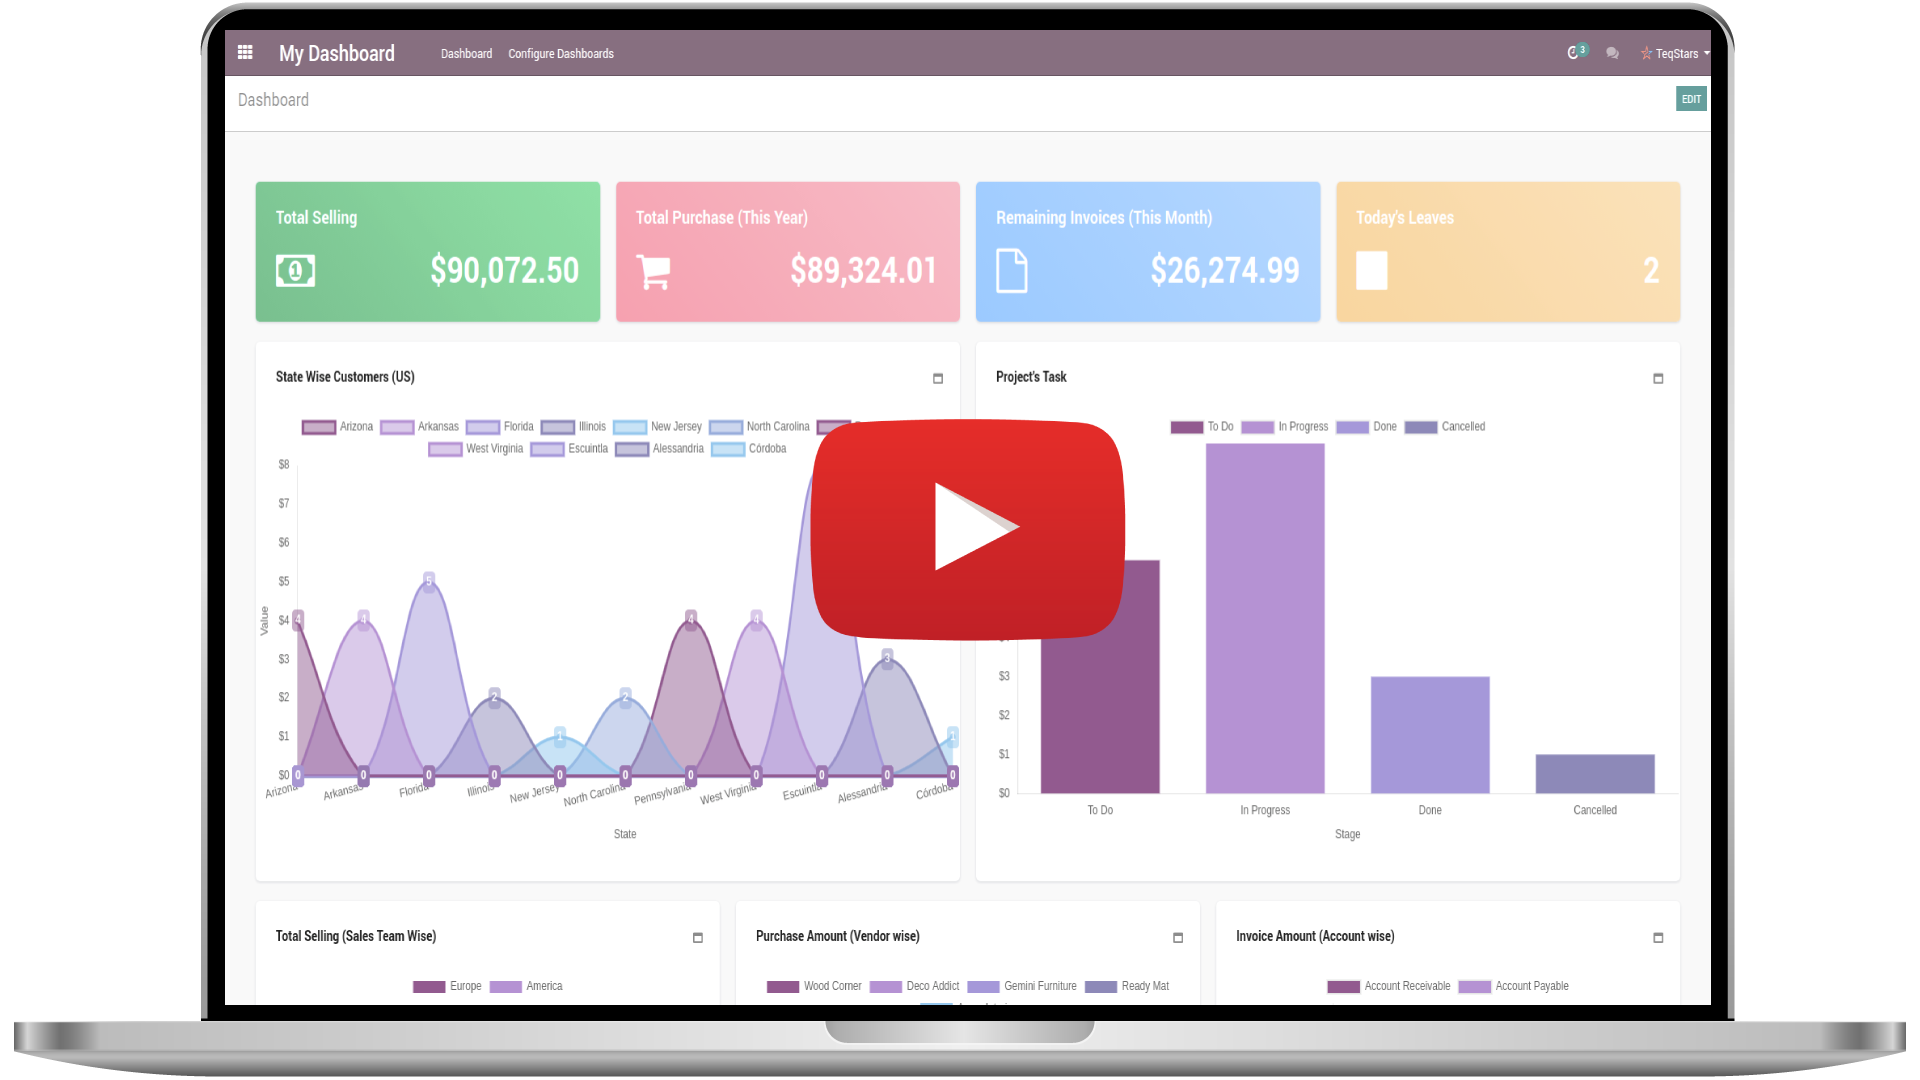 My Dashboard Dashboard Configure Dashboards 3 TeqStars
Dashboard EDIT
Total Selling
$90,072.50
Total Purchase (This Year)
$89,324.01
Remaining Invoices (This Month)
$26,274.99
Today's Leaves
2
State Wise Customers (US)
Arizona Arkansas Florida Illinois New Jersey North Carolina
West Virginia Escuintla Alessandria Córdoba
$8
$7
$6
$5
$4
$3
$2
$1
$0
Value
4 4 5 2 1 2 4 4 3 1
0 0 0 0 0 0 0 0 0 0 0
Arizona Arkansas Florida Illinois New Jersey North Carolina Pennsylvania West Virginia Escuintla Alessandria Córdoba
State
Project's Task
To Do In Progress Done Cancelled
$3
$2
$1
$0
To Do In Progress Done Cancelled
Stage
Total Selling (Sales Team Wise)
Europe America
Purchase Amount (Vendor wise)
Wood Corner Deco Addict Gemini Furniture Ready Mat
Invoice Amount (Account wise)
Account Receivable Account Payable